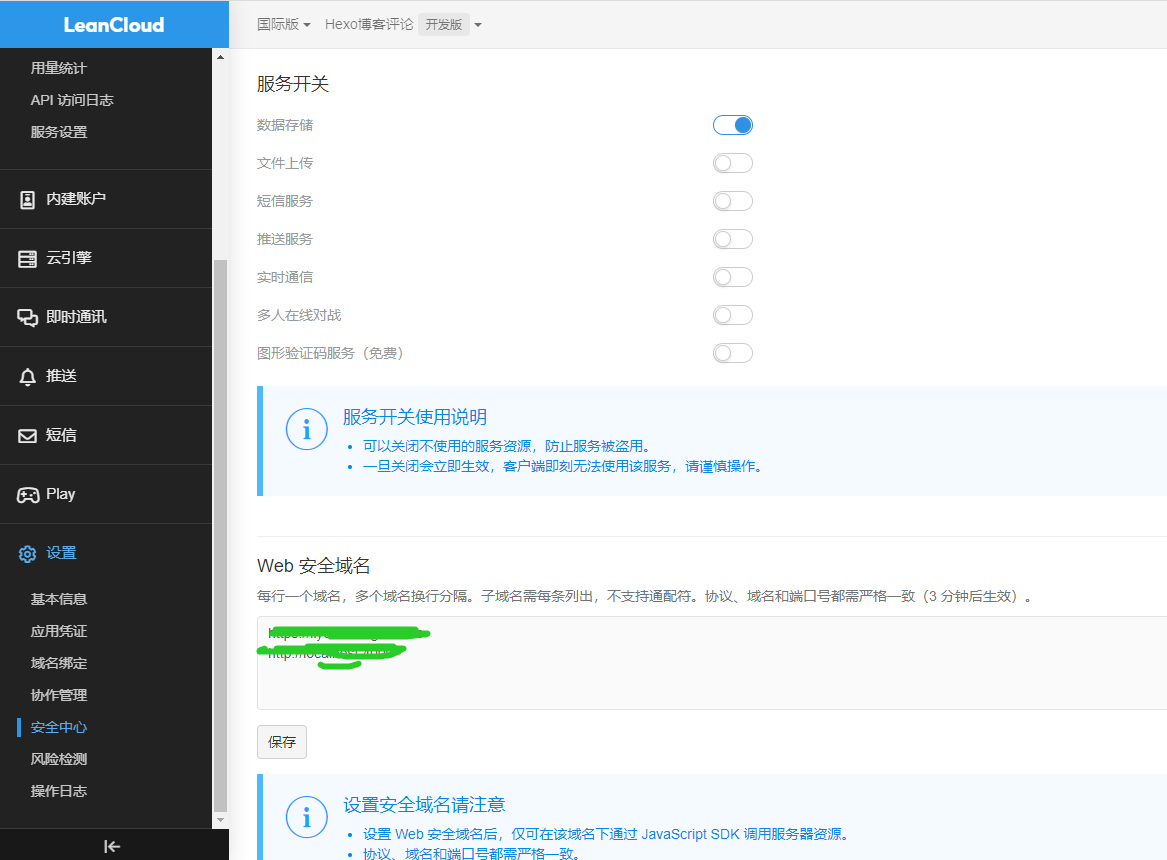 LeanCloud
国际版 Hexo博客评论 开发版
用量统计
API 访问日志
服务设置
内建账户
云引擎
即时通讯
推送
短信
Play
设置
基本信息
应用凭证
域名绑定
协作管理
安全中心
风险检测
操作日志
服务开关
数据存储
文件上传
短信服务
推送服务
实时通信
多人在线对战
图形验证码服务（免费）
服务开关使用说明
可以关闭不使用的服务资源，防止服务被盗用。
一旦关闭会立即生效，客户端即刻无法使用该服务，请谨慎操作。
Web 安全域名
每行一个域名，多个域名换行分隔。子域名需每条列出，不支持通配符。协议、域名和端口号都需严格一致（3 分钟后生效）。
保存
设置安全域名请注意
设置 Web 安全域名后，仅可在该域名下通过 JavaScript SDK 调用服务器资源。
协议、域名和端口号都需严格一致。